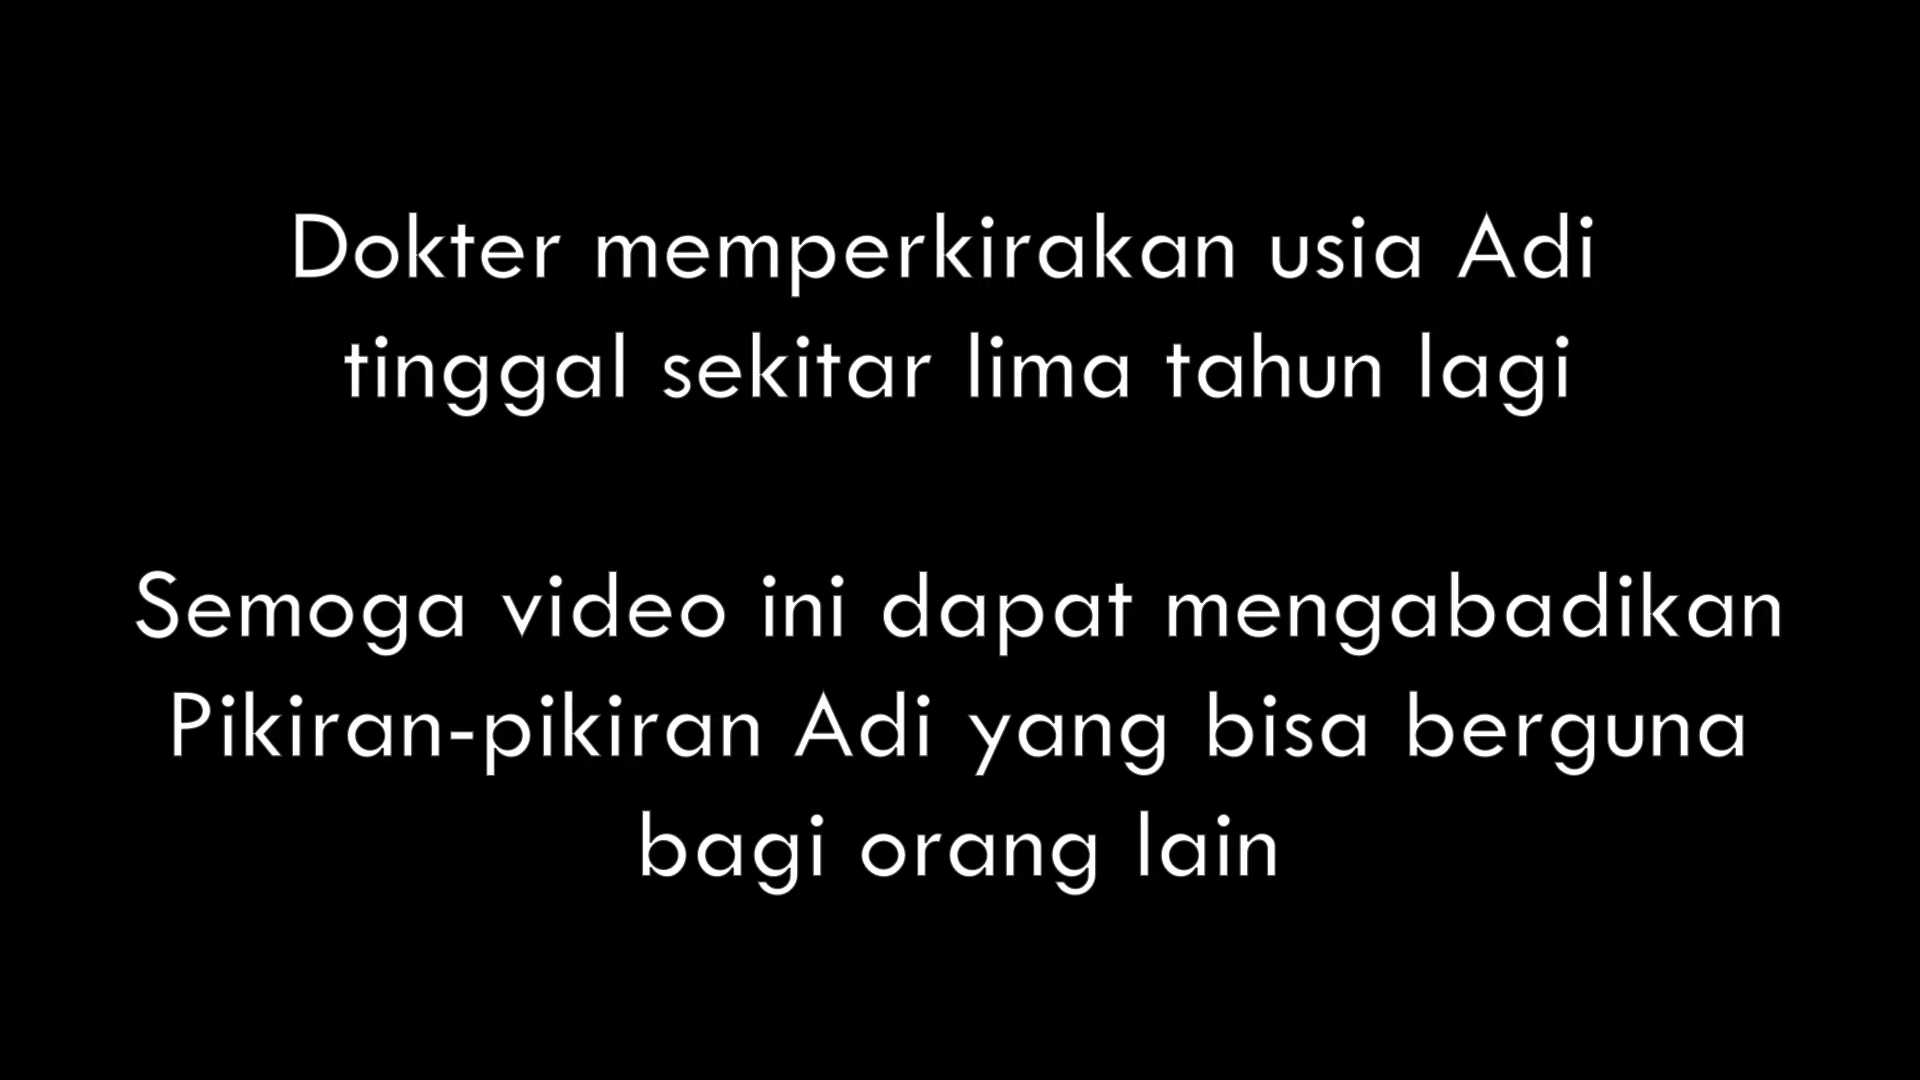 Dokter memperkirakan usia Adi
tinggal sekitar lima tahun lagi
Semoga video ini dapat mengabadikan
Pikiran-pikiran Adi yang bisa berguna
bagi orang lain